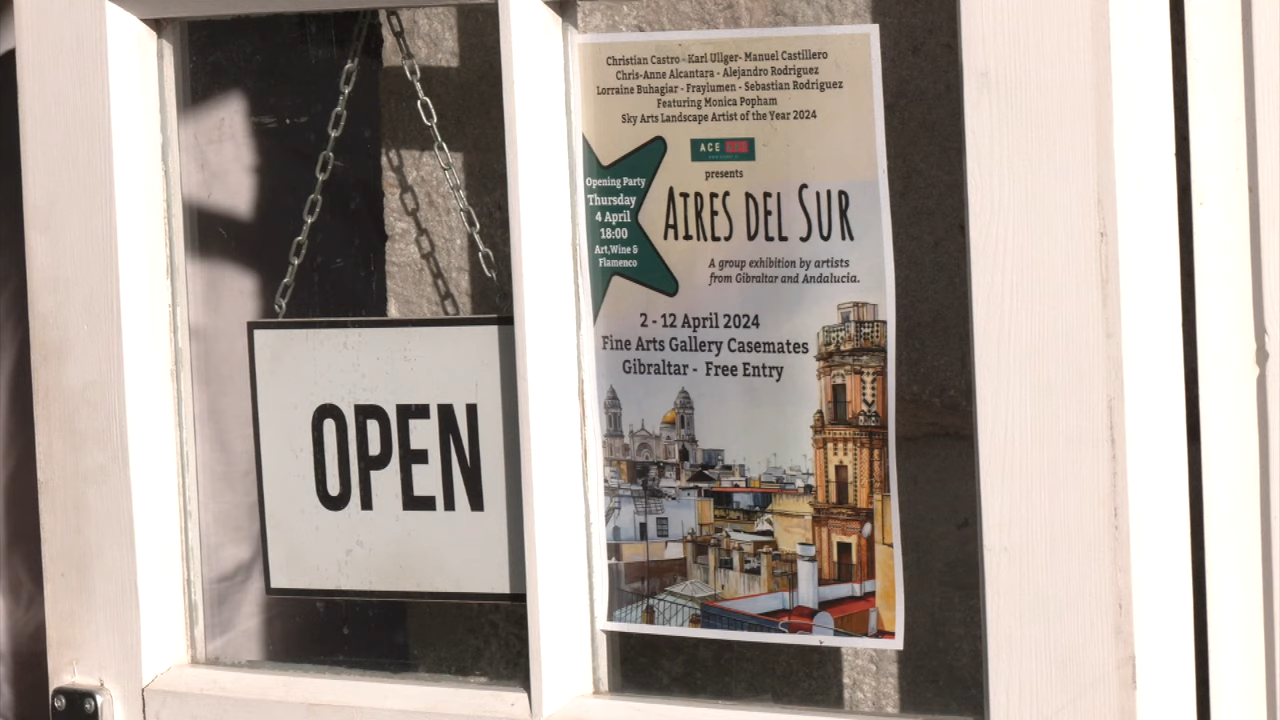 OPEN
Christian Castro - Karl Ullger- Manuel Castillero
Chris-Anne Alcantara - Alejandro Rodriguez
Lorraine Buhagiar - Fraylumen - Sebastian Rodriguez
Featuring Monica Popham
Sky Arts Landscape Artist of the Year 2024
ACE
presents
Opening Party
Thursday
4 April
18:00
Art,Wine &
Flamenco
AIRES DEL SUR
A group exhibition by artists
from Gibraltar and Andalucia.
2 - 12 April 2024
Fine Arts Gallery Casemates
Gibraltar - Free Entry